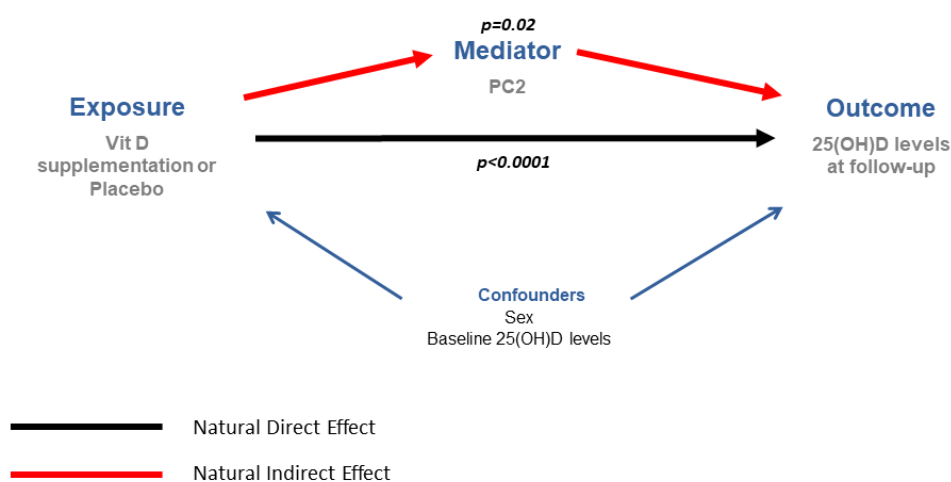 p=0.02
Mediator
PC2
Exposure
Vit D
supplementation or
Placebo
p<0.0001
Outcome
25(OH)D levels
at follow-up
Confounders
Sex
Baseline 25(OH)D levels
Natural Direct Effect
Natural Indirect Effect